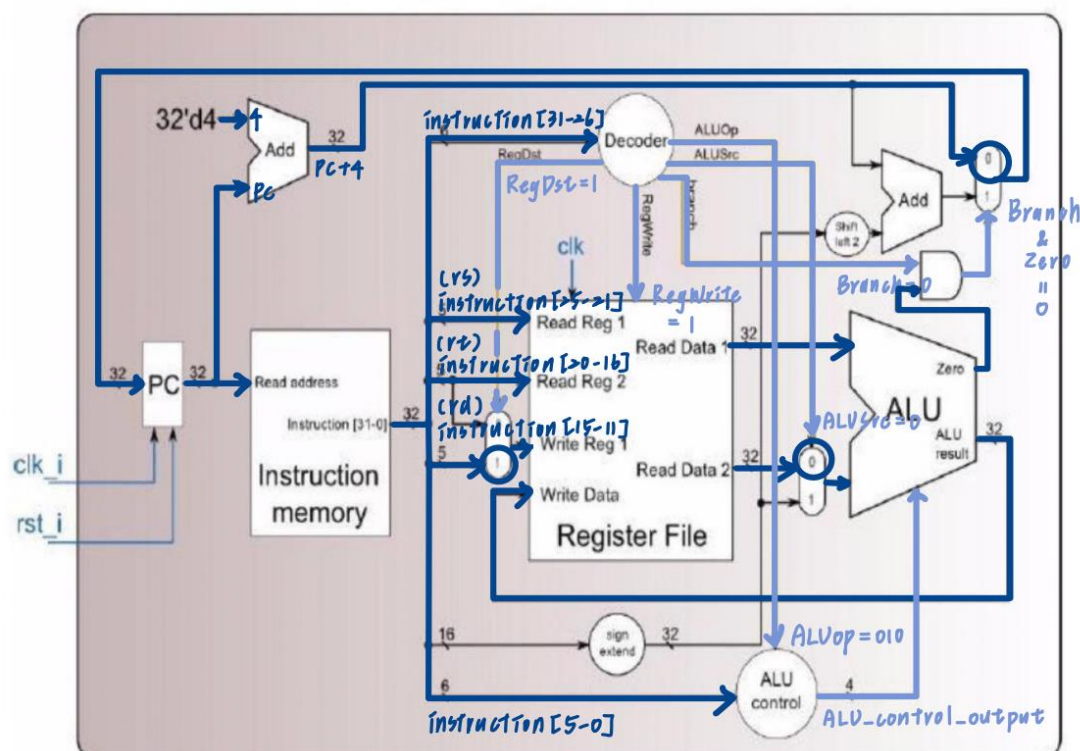 32'd4
4
Add
32
PC+4
PC
instruction [31-26]
6
Decoder
ALUOp
RegDst
ALUSrc
RegDst=1
RegWrite
branch
clk
Add
Shift
left 2
0
1
Branch
&
Zero
=
0
Branch=0
RegWrite
=1
(rs)
instruction [25-21]
5
Read Reg 1
Read Data 1
32
(rt)
instruction [20-16]
5
Read Reg 2
(rd)
instruction [15-11]
5
1
Write Reg 1
Write Data
Read Data 2
32
Register File
32
PC
32
Read address
Instruction [31-0]
32
Instruction
memory
clk_i
rst_i
Zero
ALU
ALU
result
32
ALUSrc=0
0
1
16
sign
extend
32
ALUop=010
6
instruction [5-0]
ALU
control
4
ALU_control_output